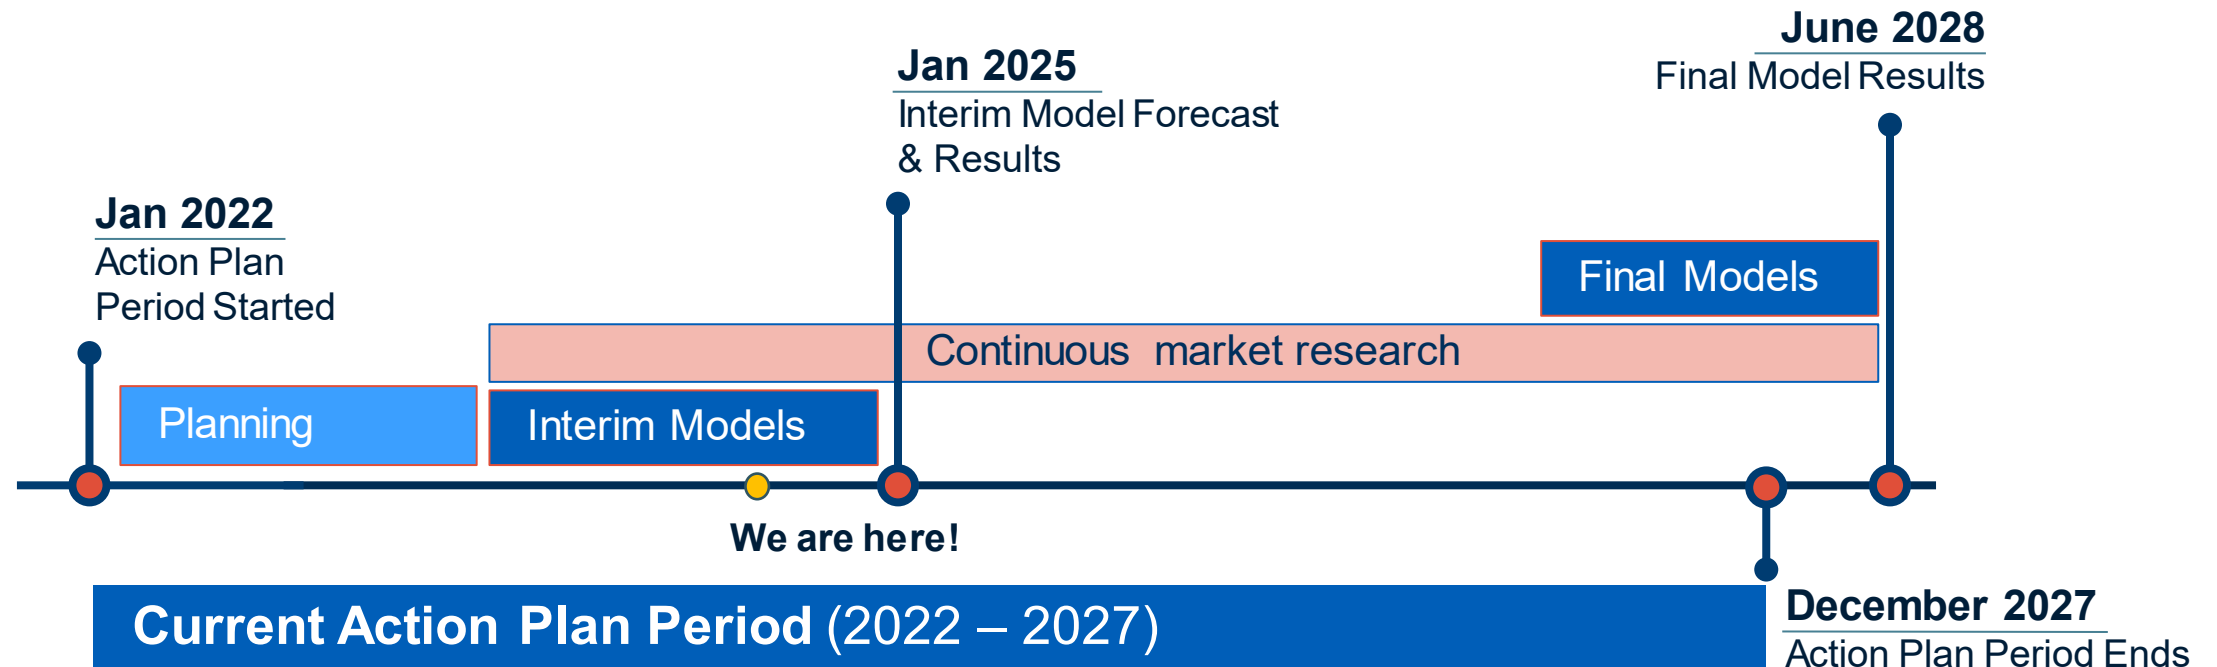 June 2028
Final Model Results
Jan 2025
Interim Model Forecast
& Results
Jan 2022
Action Plan
Period Started
Final Models
Continuous market research
Planning
Interim Models
We are here!
Current Action Plan Period (2022 – 2027)
December 2027
Action Plan Period Ends